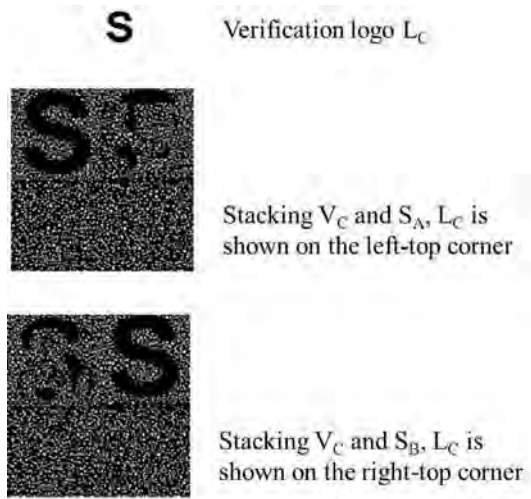 S Verification logo L_C
S
Stacking V_C and S_A, L_C is
shown on the left-top corner
S
Stacking V_C and S_B, L_C is
shown on the right-top corner